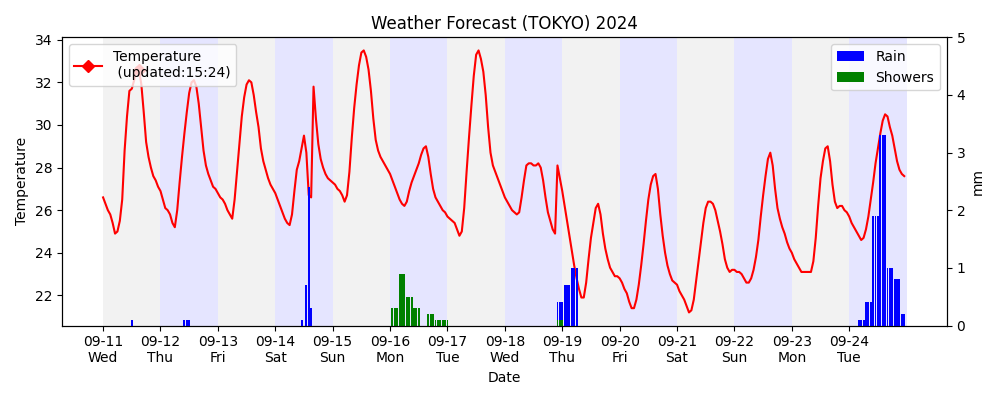 Weather Forecast (TOKYO) 2024
Temperature
(updated:15:24)
Rain
Showers
Temperature
34
32
30
28
26
24
22
5
4
3
2
1
0
mm
09-11 09-12 09-13 09-14 09-15 09-16 09-17 09-18 09-19 09-20 09-21 09-22 09-23 09-24
Wed Thu Fri Sat Sun Mon Tue Wed Thu Fri Sat Sun Mon Tue
Date